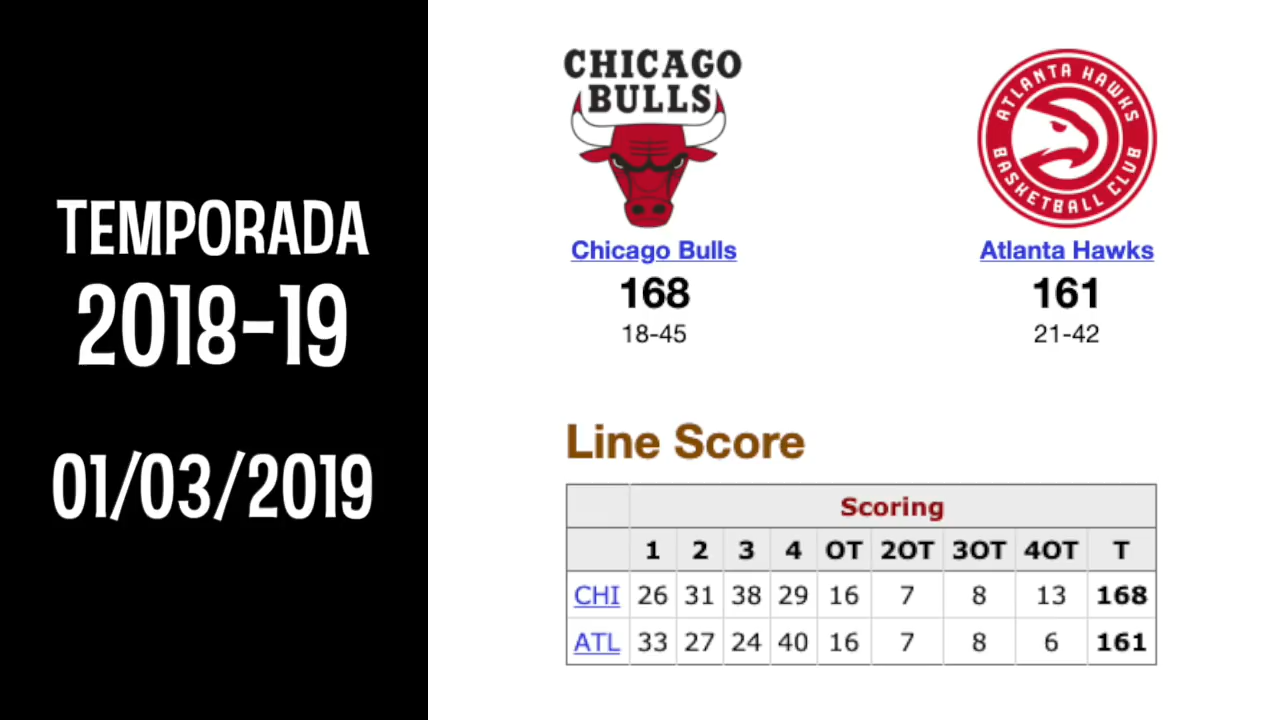 TEMPORADA
2018-19
01/03/2019
CHICAGO
BULLS
Chicago Bulls
168
18-45
ATLANTA HAWKS
BASKETBALL CLUB
Atlanta Hawks
161
21-42
Line Score
Scoring
1 2 3 4 OT 2OT 3OT 4OT T
CHI 26 31 38 29 16 7 8 13 168
ATL 33 27 24 40 16 7 8 6 161